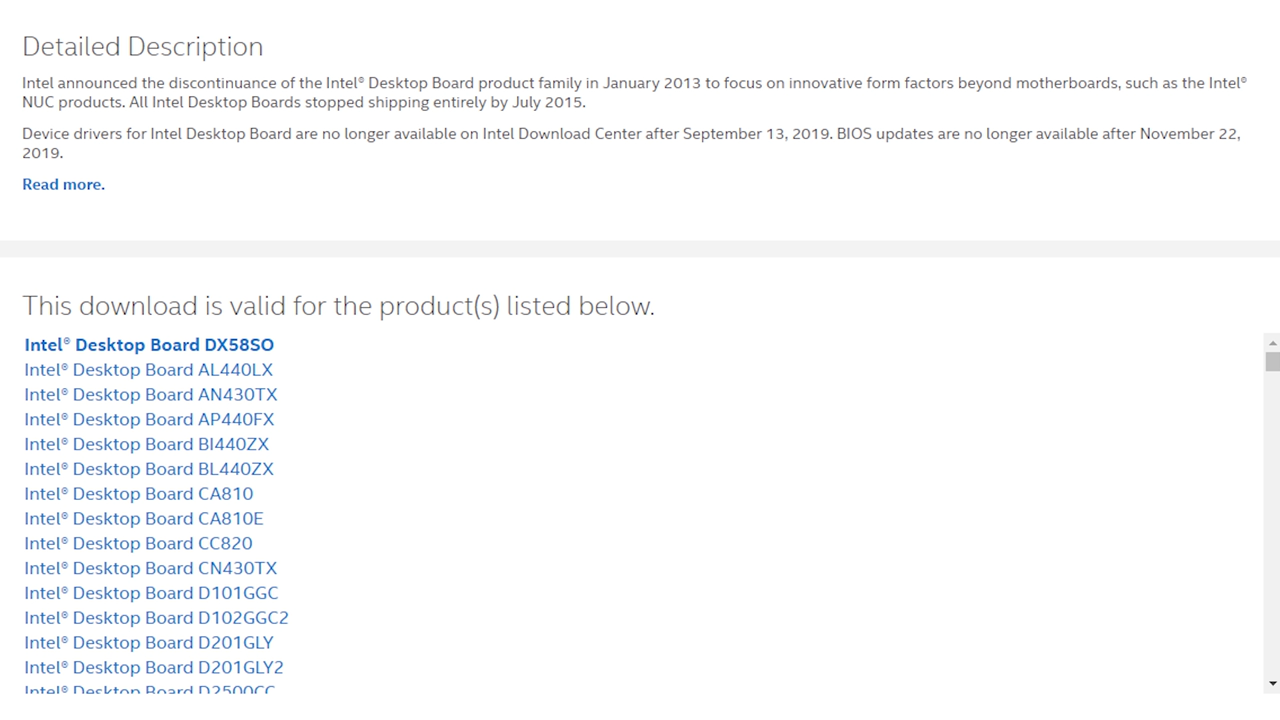 Detailed Description
Intel announced the discontinuance of the Intel® Desktop Board product family in January 2013 to focus on innovative form factors beyond motherboards, such as the Intel®
NUC products. All Intel Desktop Boards stopped shipping entirely by July 2015.
Device drivers for Intel Desktop Board are no longer available on Intel Download Center after September 13, 2019. BIOS updates are no longer available after November 22,
2019.
Read more.
This download is valid for the product(s) listed below.
Intel® Desktop Board DX58SO
Intel® Desktop Board AL440LX
Intel® Desktop Board AN430TX
Intel® Desktop Board AP440FX
Intel® Desktop Board BI440ZX
Intel® Desktop Board BL440ZX
Intel® Desktop Board CA810
Intel® Desktop Board CA810E
Intel® Desktop Board CC820
Intel® Desktop Board CN430TX
Intel® Desktop Board D101GGC
Intel® Desktop Board D102GGC2
Intel® Desktop Board D201GLY
Intel® Desktop Board D201GLY2
Intel® Desktop Board D2500CC